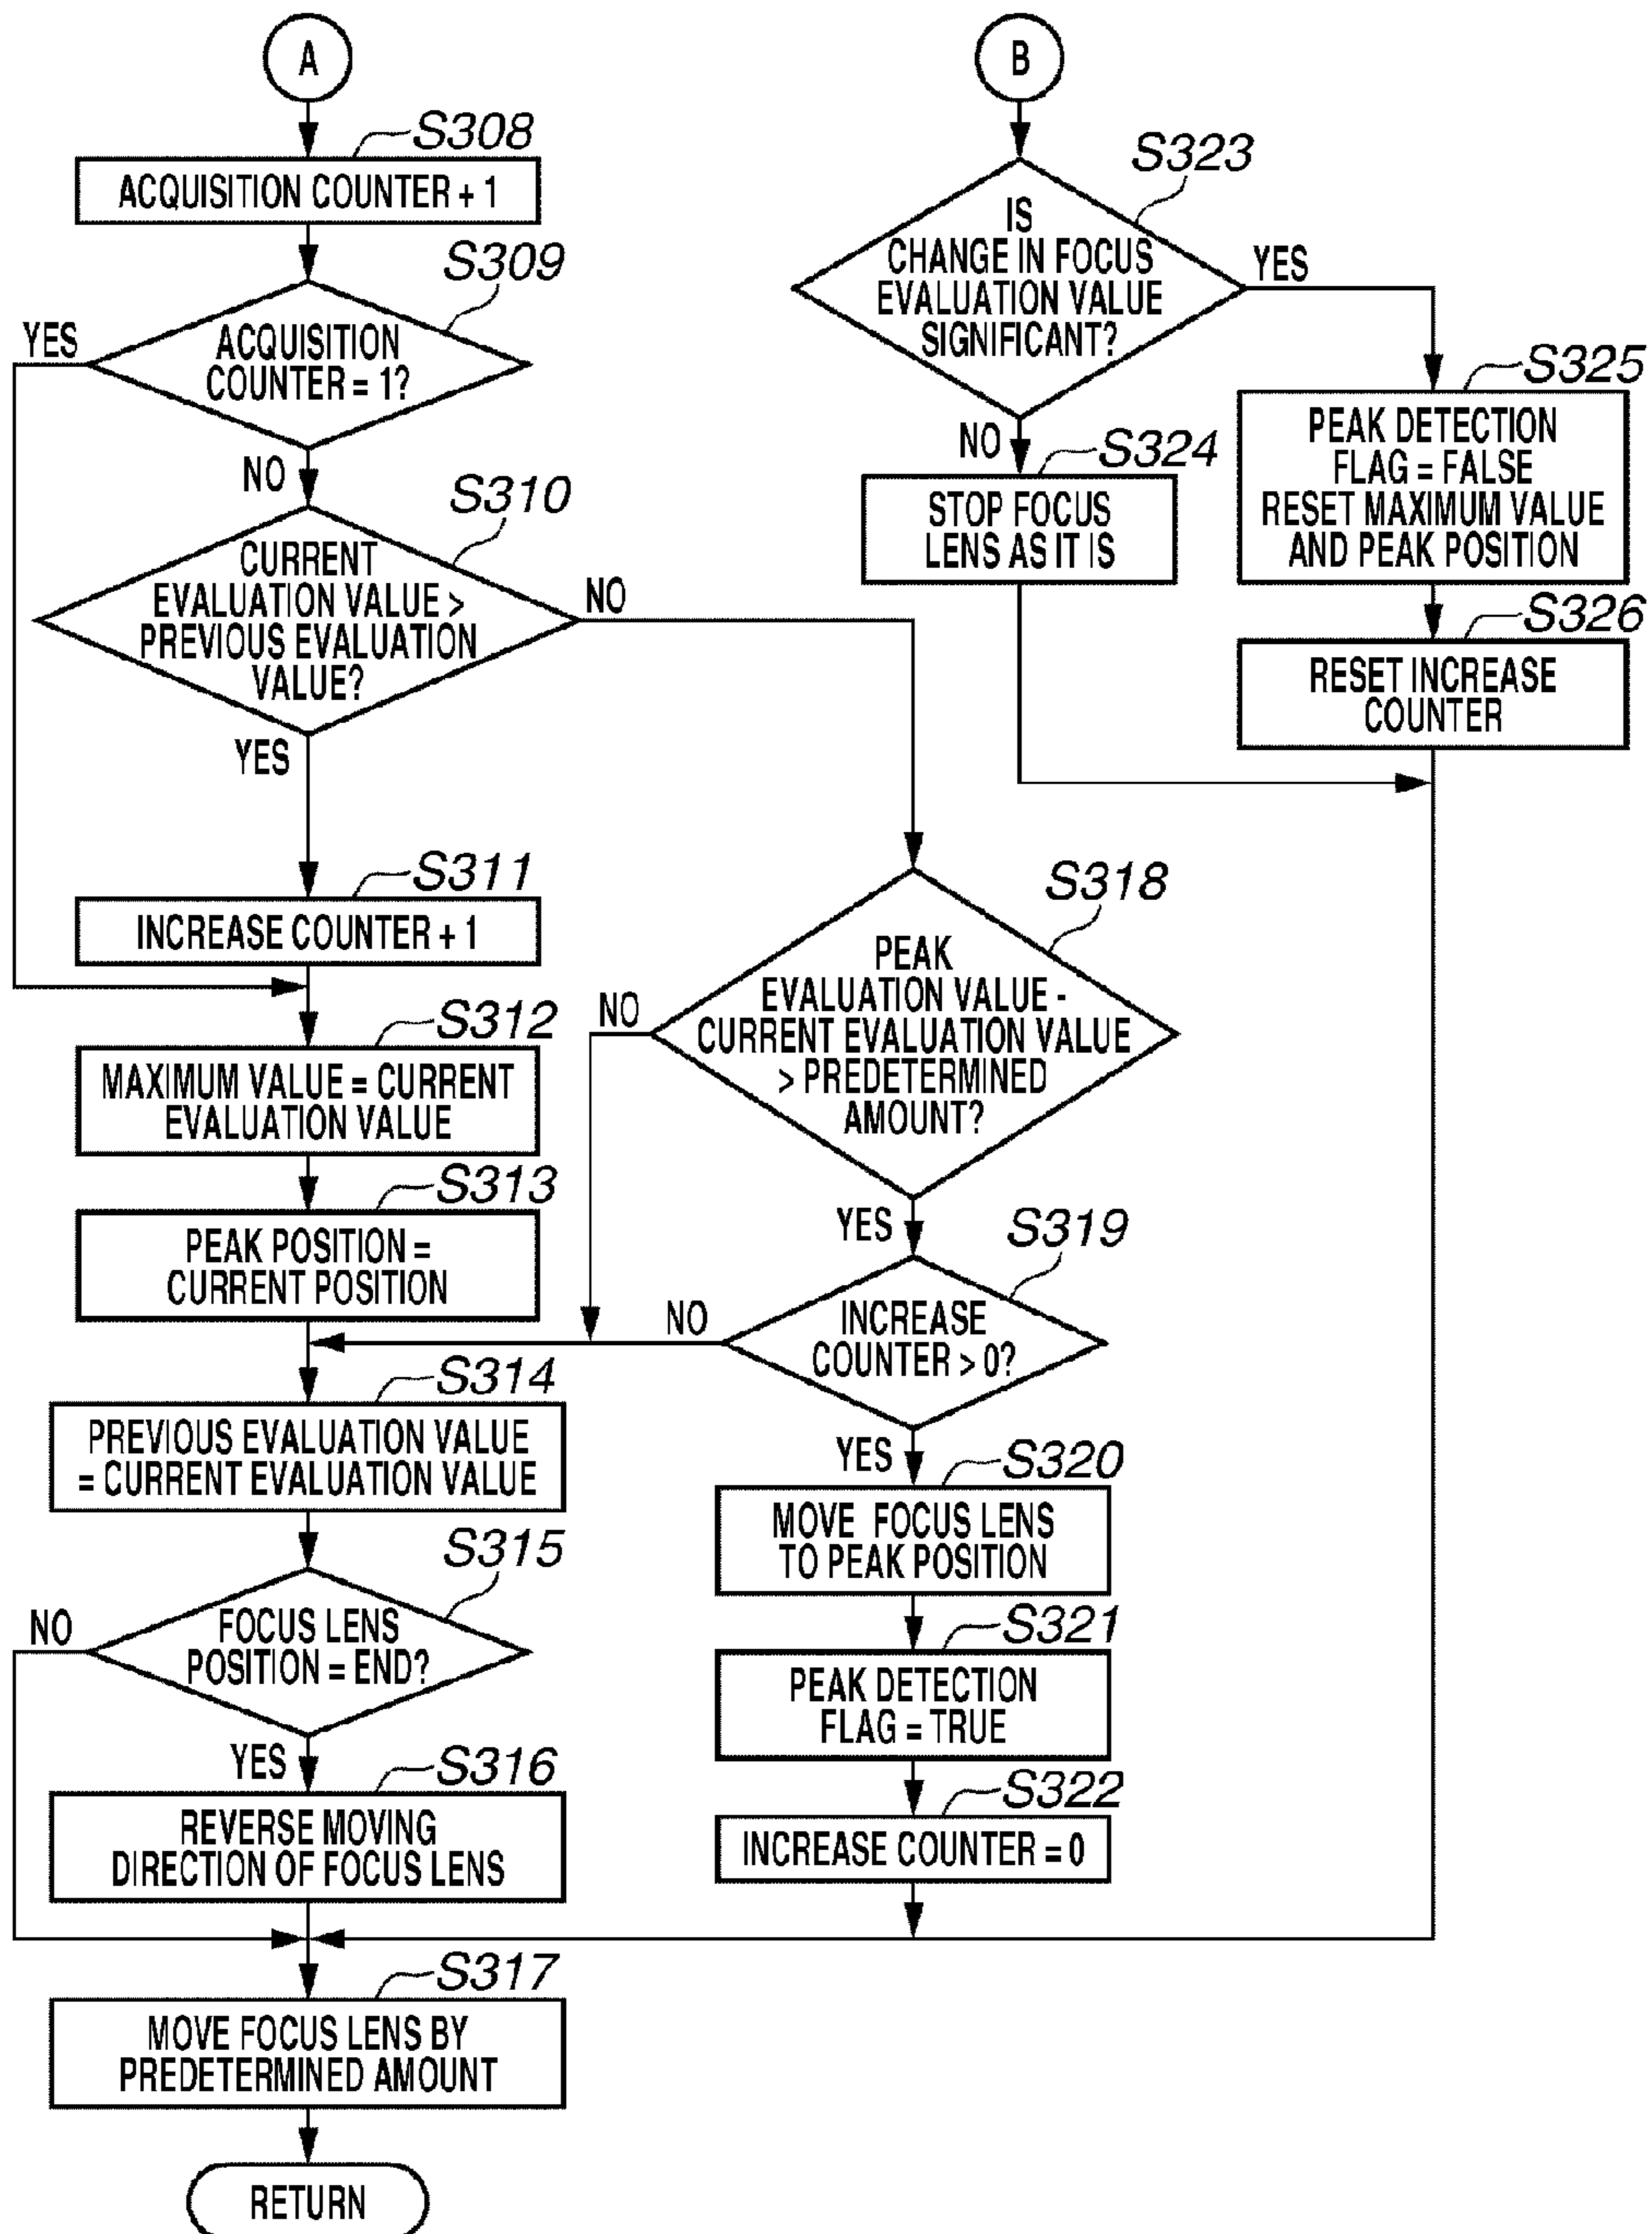 A
S308
ACQUISITION COUNTER + 1
S309
ACQUISITION
COUNTER = 1?
YES
NO
S310
CURRENT
EVALUATION VALUE >
PREVIOUS EVALUATION
VALUE?
NO
YES
S311
INCREASE COUNTER + 1
S312
MAXIMUM VALUE = CURRENT
EVALUATION VALUE
S313
PEAK POSITION =
CURRENT POSITION
S314
PREVIOUS EVALUATION VALUE
= CURRENT EVALUATION VALUE
S315
FOCUS LENS
POSITION = END?
NO
YES
S316
REVERSE MOVING
DIRECTION OF FOCUS LENS
S317
MOVE FOCUS LENS BY
PREDETERMINED AMOUNT
RETURN
S318
PEAK
EVALUATION VALUE -
CURRENT EVALUATION VALUE
> PREDETERMINED
AMOUNT?
NO
YES
S319
INCREASE
COUNTER > 0?
NO
YES
S320
MOVE FOCUS LENS
TO PEAK POSITION
S321
PEAK DETECTION
FLAG = TRUE
S322
INCREASE COUNTER = 0
B
S323
IS
CHANGE IN FOCUS
EVALUATION VALUE
SIGNIFICANT?
YES
NO
S324
STOP FOCUS
LENS AS IT IS
S325
PEAK DETECTION
FLAG = FALSE
RESET MAXIMUM VALUE
AND PEAK POSITION
S326
RESET INCREASE
COUNTER